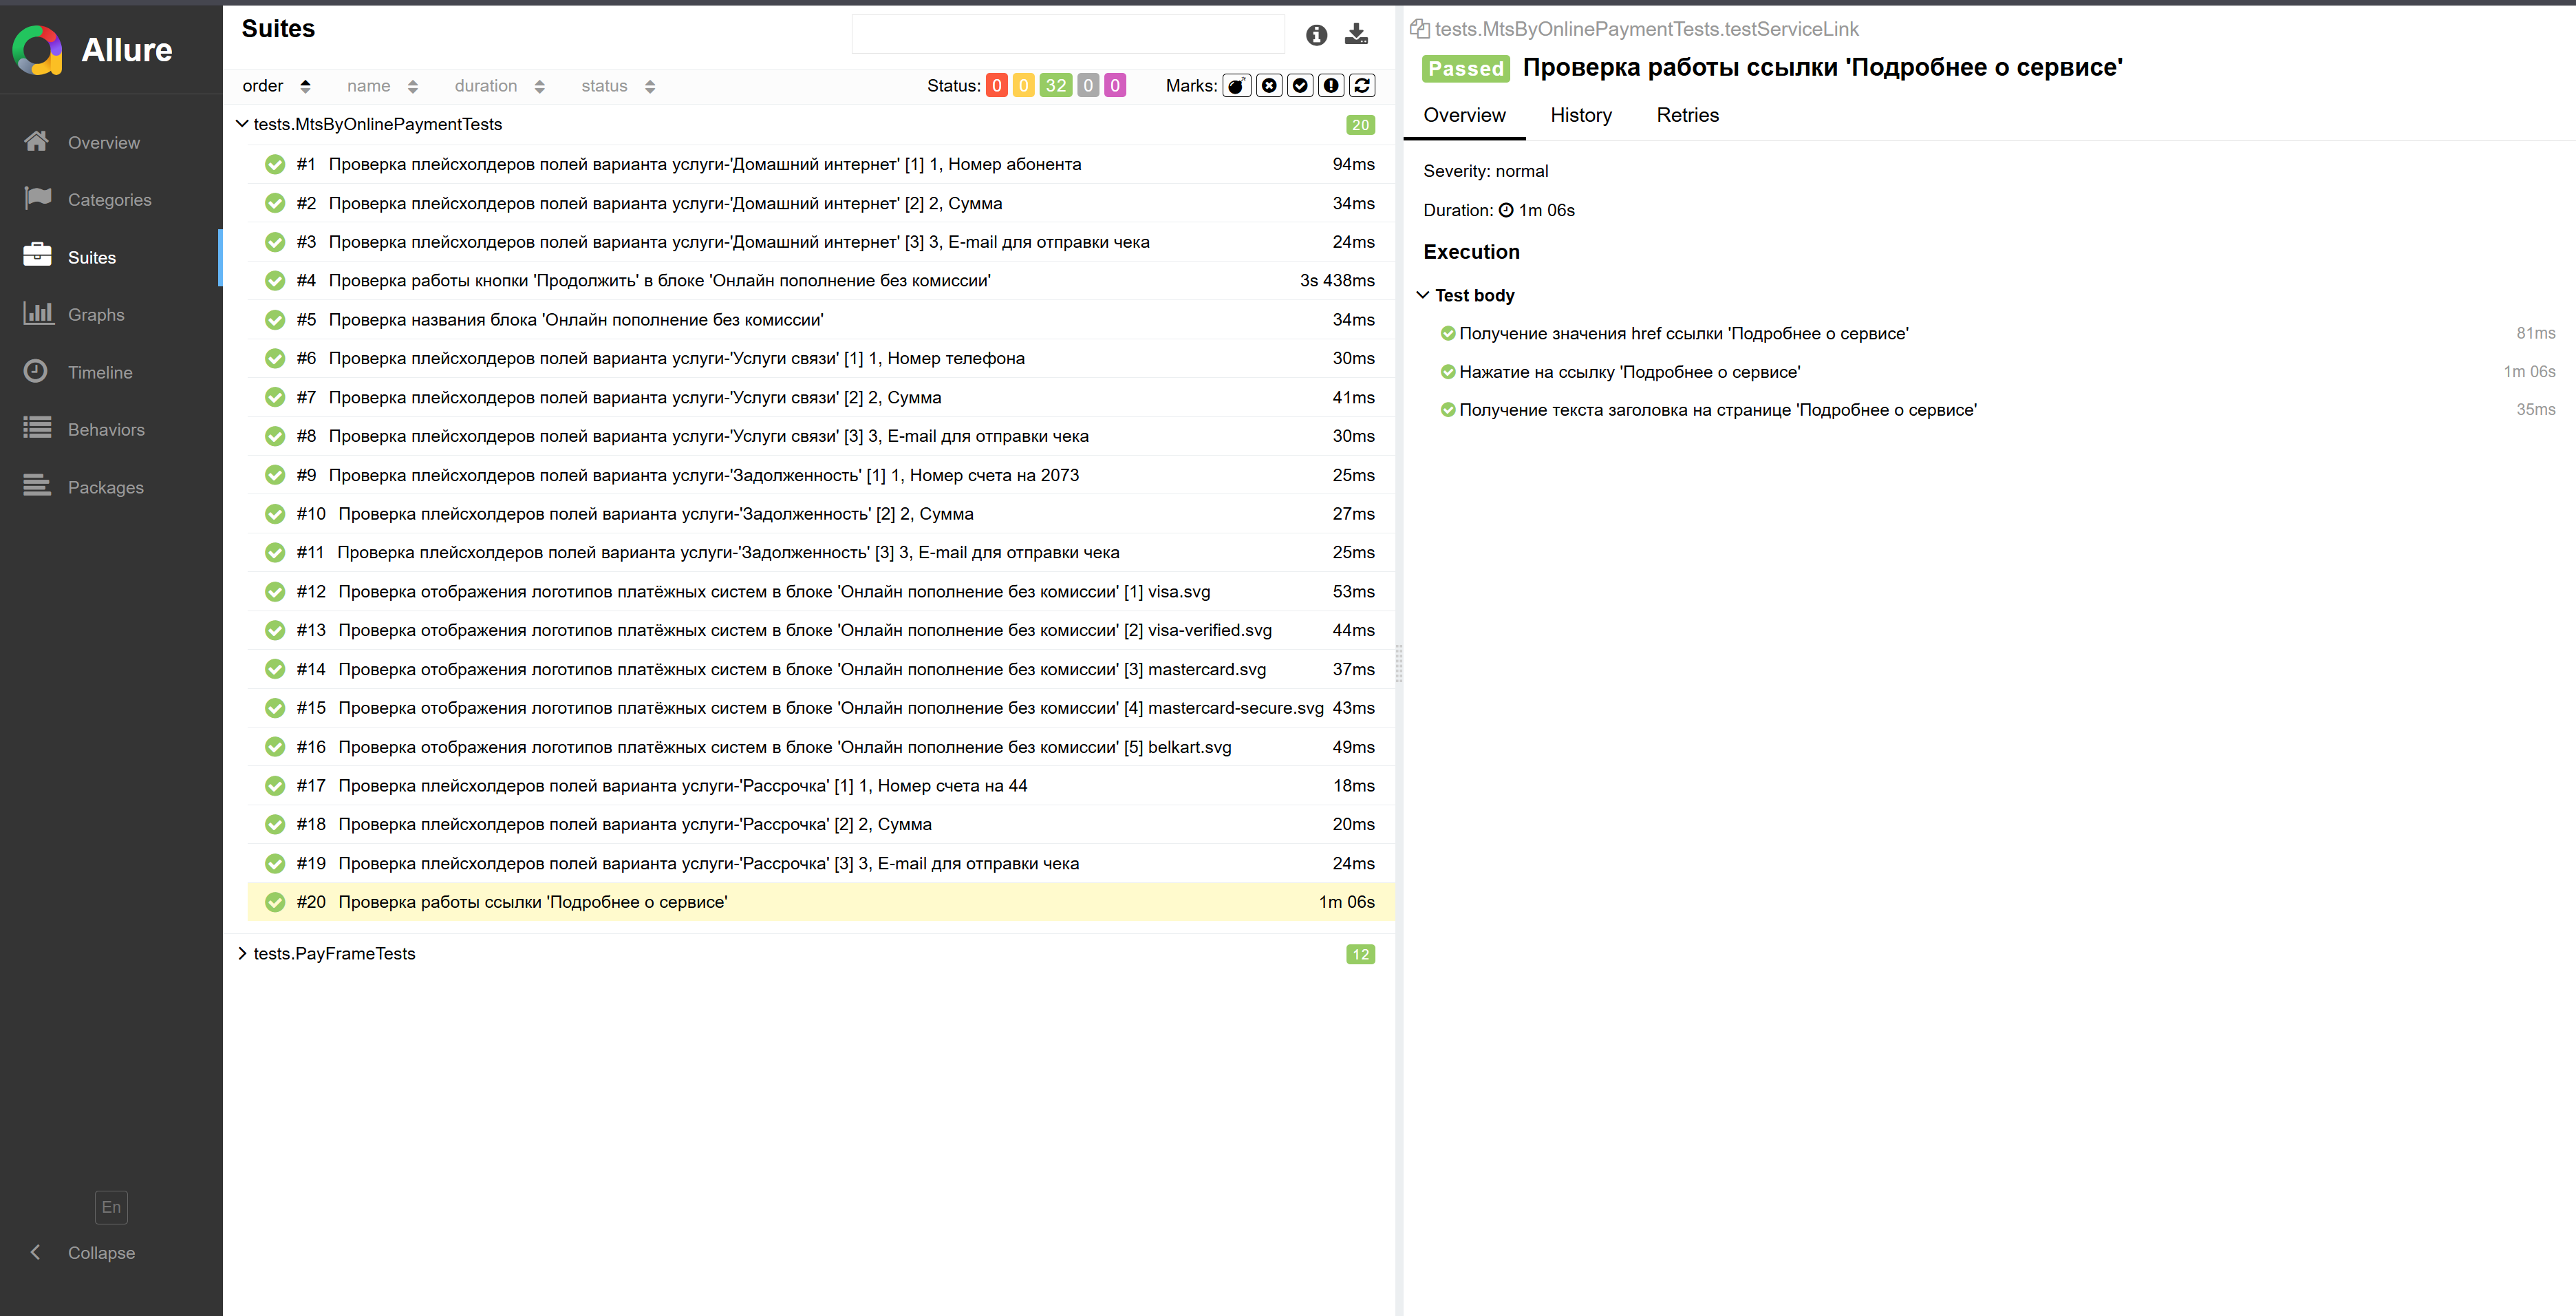 Allure
Overview
Categories
Suites
Graphs
Timeline
Behaviors
Packages
En
Collapse
Suites
order name duration status Status: 0 0 32 0 0 Marks:
tests.MtsByOnlinePaymentTests 20
#1 Проверка плейсхолдеров полей варианта услуги-'Домашний интернет' [1] 1, Номер абонента 94ms
#2 Проверка плейсхолдеров полей варианта услуги-'Домашний интернет' [2] 2, Сумма 34ms
#3 Проверка плейсхолдеров полей варианта услуги-'Домашний интернет' [3] 3, E-mail для отправки чека 24ms
#4 Проверка работы кнопки 'Продолжить' в блоке 'Онлайн пополнение без комиссии' 3s 438ms
#5 Проверка названия блока 'Онлайн пополнение без комиссии' 34ms
#6 Проверка плейсхолдеров полей варианта услуги-'Услуги связи' [1] 1, Номер телефона 30ms
#7 Проверка плейсхолдеров полей варианта услуги-'Услуги связи' [2] 2, Сумма 41ms
#8 Проверка плейсхолдеров полей варианта услуги-'Услуги связи' [3] 3, E-mail для отправки чека 30ms
#9 Проверка плейсхолдеров полей варианта услуги-'Задолженность' [1] 1, Номер счета на 2073 25ms
#10 Проверка плейсхолдеров полей варианта услуги-'Задолженность' [2] 2, Сумма 27ms
#11 Проверка плейсхолдеров полей варианта услуги-'Задолженность' [3] 3, E-mail для отправки чека 25ms
#12 Проверка отображения логотипов платёжных систем в блоке 'Онлайн пополнение без комиссии' [1] visa.svg 53ms
#13 Проверка отображения логотипов платёжных систем в блоке 'Онлайн пополнение без комиссии' [2] visa-verified.svg 44ms
#14 Проверка отображения логотипов платёжных систем в блоке 'Онлайн пополнение без комиссии' [3] mastercard.svg 37ms
#15 Проверка отображения логотипов платёжных систем в блоке 'Онлайн пополнение без комиссии' [4] mastercard-secure.svg 43ms
#16 Проверка отображения логотипов платёжных систем в блоке 'Онлайн пополнение без комиссии' [5] belkart.svg 49ms
#17 Проверка плейсхолдеров полей варианта услуги-'Рассрочка' [1] 1, Номер счета на 44 18ms
#18 Проверка плейсхолдеров полей варианта услуги-'Рассрочка' [2] 2, Сумма 20ms
#19 Проверка плейсхолдеров полей варианта услуги-'Рассрочка' [3] 3, E-mail для отправки чека 24ms
#20 Проверка работы ссылки 'Подробнее о сервисе' 1m 06s
tests.PayFrameTests 12
tests.MtsByOnlinePaymentTests.testServiceLink
Passed Проверка работы ссылки 'Подробнее о сервисе'
Overview History Retries
Severity: normal
Duration: 1m 06s
Execution
Test body
Получение значения href ссылки 'Подробнее о сервисе' 81ms
Нажатие на ссылку 'Подробнее о сервисе' 1m 06s
Получение текста заголовка на странице 'Подробнее о сервисе' 35ms